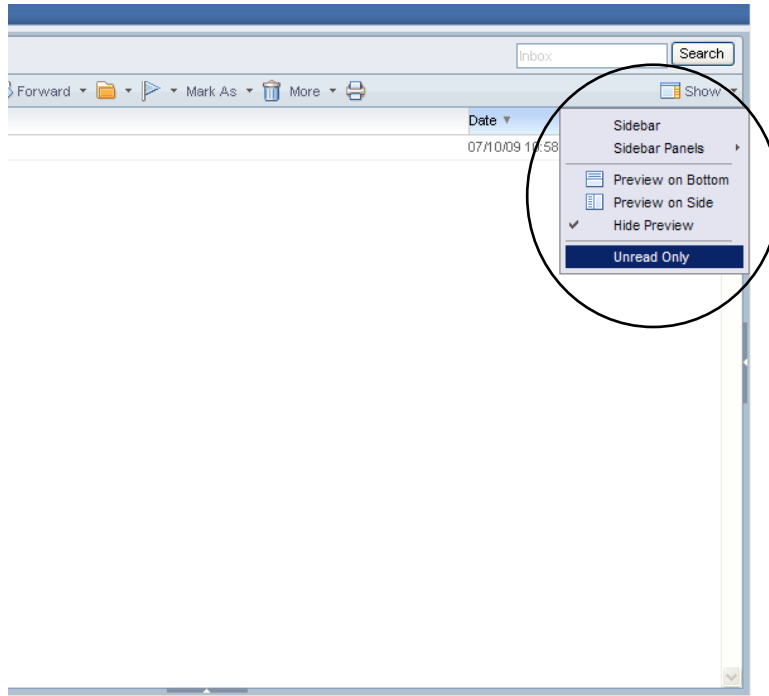 Inbox Search
Forward Mark As More Show
Date
07/10/09 10:58
Sidebar
Sidebar Panels
Preview on Bottom
Preview on Side
Hide Preview
Unread Only